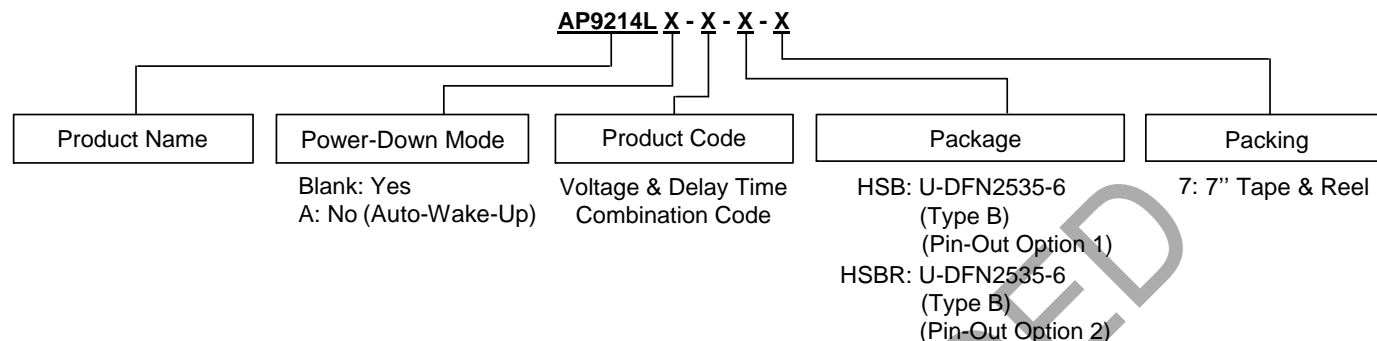 AP9214L X - X - X - X
Product Name
Power-Down Mode
Product Code
Package
Packing
Blank: Yes
A: No (Auto-Wake-Up)
Voltage & Delay Time
Combination Code
HSB: U-DFN2535-6
(Type B)
(Pin-Out Option 1)
HSBR: U-DFN2535-6
(Type B)
(Pin-Out Option 2)
7: 7’’ Tape & Reel
ED